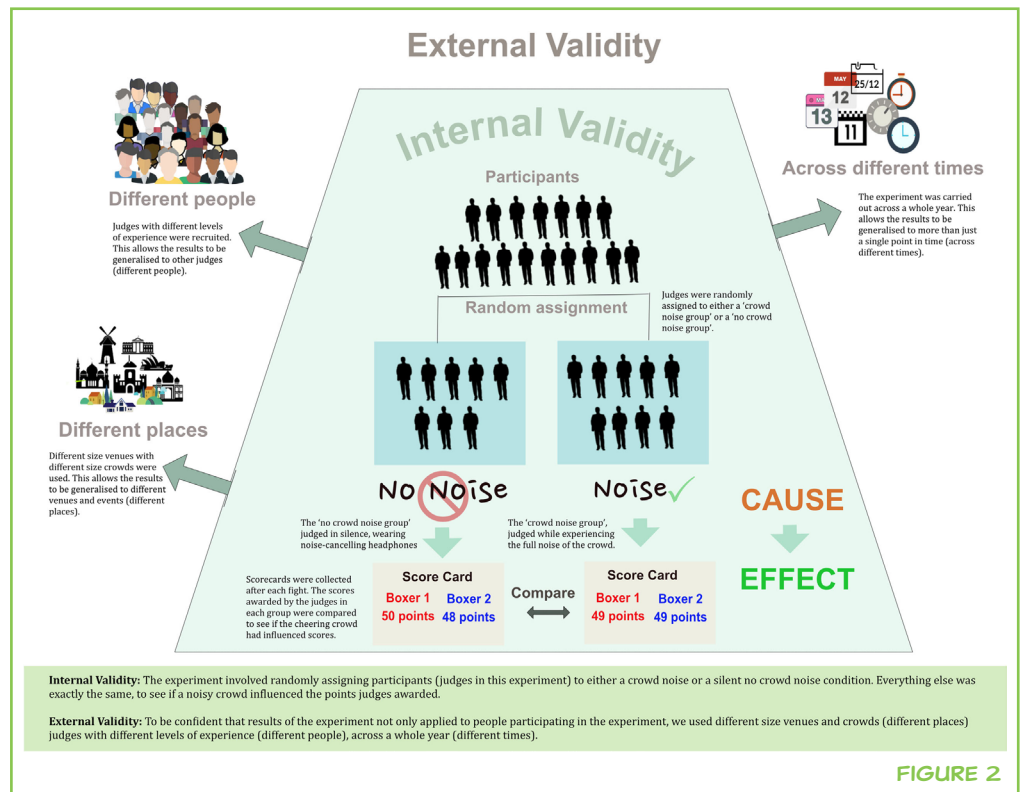 External Validity
Internal Validity
Participants
Different people
Judges with different levels
of experience were recruited.
This allows the results to be
generalised to other judges
(different people).
MAY
25/12
12
13
11
Across different times
The experiment was carried
out across a whole year. This
allows the results to be
generalised to more than just
a single point in time (across
different times).
Random assignment
Judges were randomly
assigned to either a 'crowd
noise group' or a 'no crowd
noise group'.
Different places
Different size venues with
different size crowds were
used. This allows the results
to be generalised to different
venues and events (different
places).
NO NOISE
NOISE
The 'no crowd noise group'
judged in silence, wearing
noise-cancelling headphones
The 'crowd noise group',
judged while experiencing
the full noise of the crowd.
CAUSE
EFFECT
Scorecards were collected
after each fight. The scores
awarded by the judges in
each group were compared
to see if the cheering crowd
had influenced scores.
Score Card
Boxer 1 Boxer 2
50 points 48 points
Compare
Score Card
Boxer 1 Boxer 2
49 points 49 points
Internal Validity: The experiment involved randomly assigning participants (judges in this experiment) to either a crowd noise or a silent no crowd noise condition. Everything else was
exactly the same, to see if a noisy crowd influenced the points judges awarded.
External Validity: To be confident that results of the experiment not only applied to people participating in the experiment, we used different size venues and crowds (different places)
judges with different levels of experience (different people), across a whole year (different times).
FIGURE 2